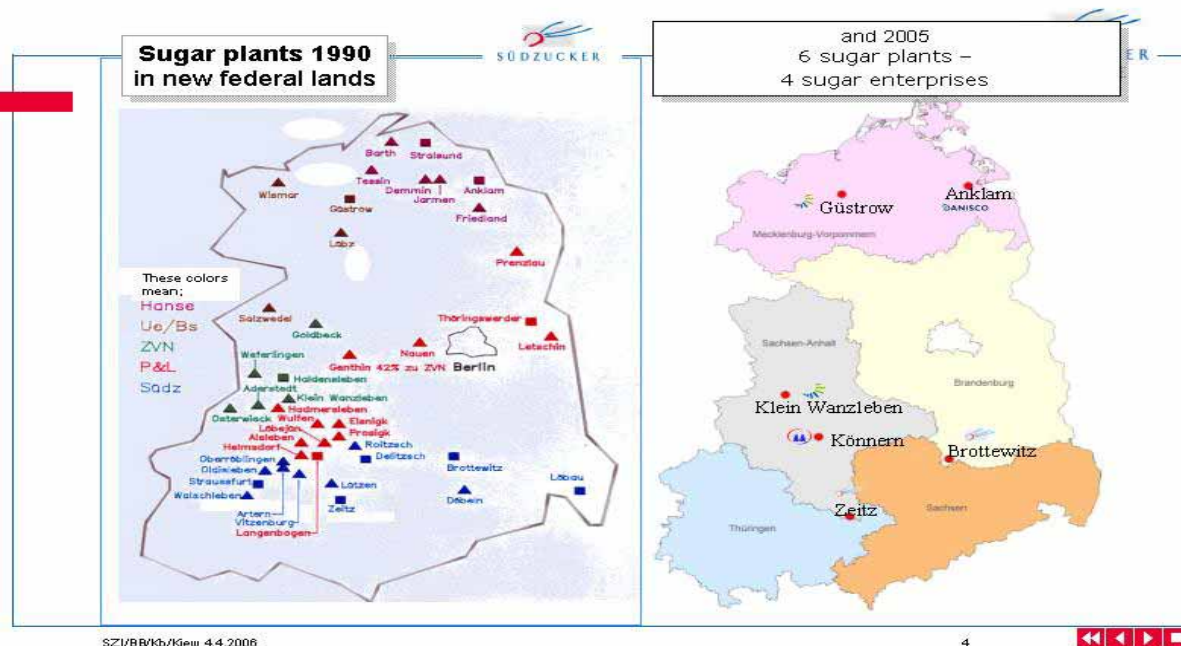 Sugar plants 1990
in new federal lands
SÜDZUCKER
and 2005
6 sugar plants –
4 sugar enterprises
ER
Barth
Stralsund
Tessin
Demmin
Jarmen
Anklam
Wismar
Güstrow
Friedland
Lübz
Prenzlau
These colors
mean;
Hanse
Ue/Bs
ZVN
P&L
Südz
Salzwedel
Goldbeck
Thöringswerder
Letschin
Nauen
Genthin 42% zu ZVN
Berlin
Weferlingen
Haldensleben
Aderstedt
Klein Wanzleben
Osterwieck
Hadmersleben
Wulfen
Löbejün
Alsleben
Helmsdorf
Elsnigk
Prosigk
Roitzsch
Delitzsch
Oberröblingen
Oldisleben
Straussfurt
Walschleben
Brottewitz
Löbau
Lützen
Zeitz
Döbeln
Artern
Vitzenburg
Langenbogen
Güstrow
Anklam
DANISCO
Mecklenburg-Vorpommern
Sachsen-Anhalt
Brandenburg
Klein Wanzleben
Könnern
Brottewitz
Zeitz
Sachsen
Thüringen
SZI/BB/Kb/Kiew 4.4.2006
4